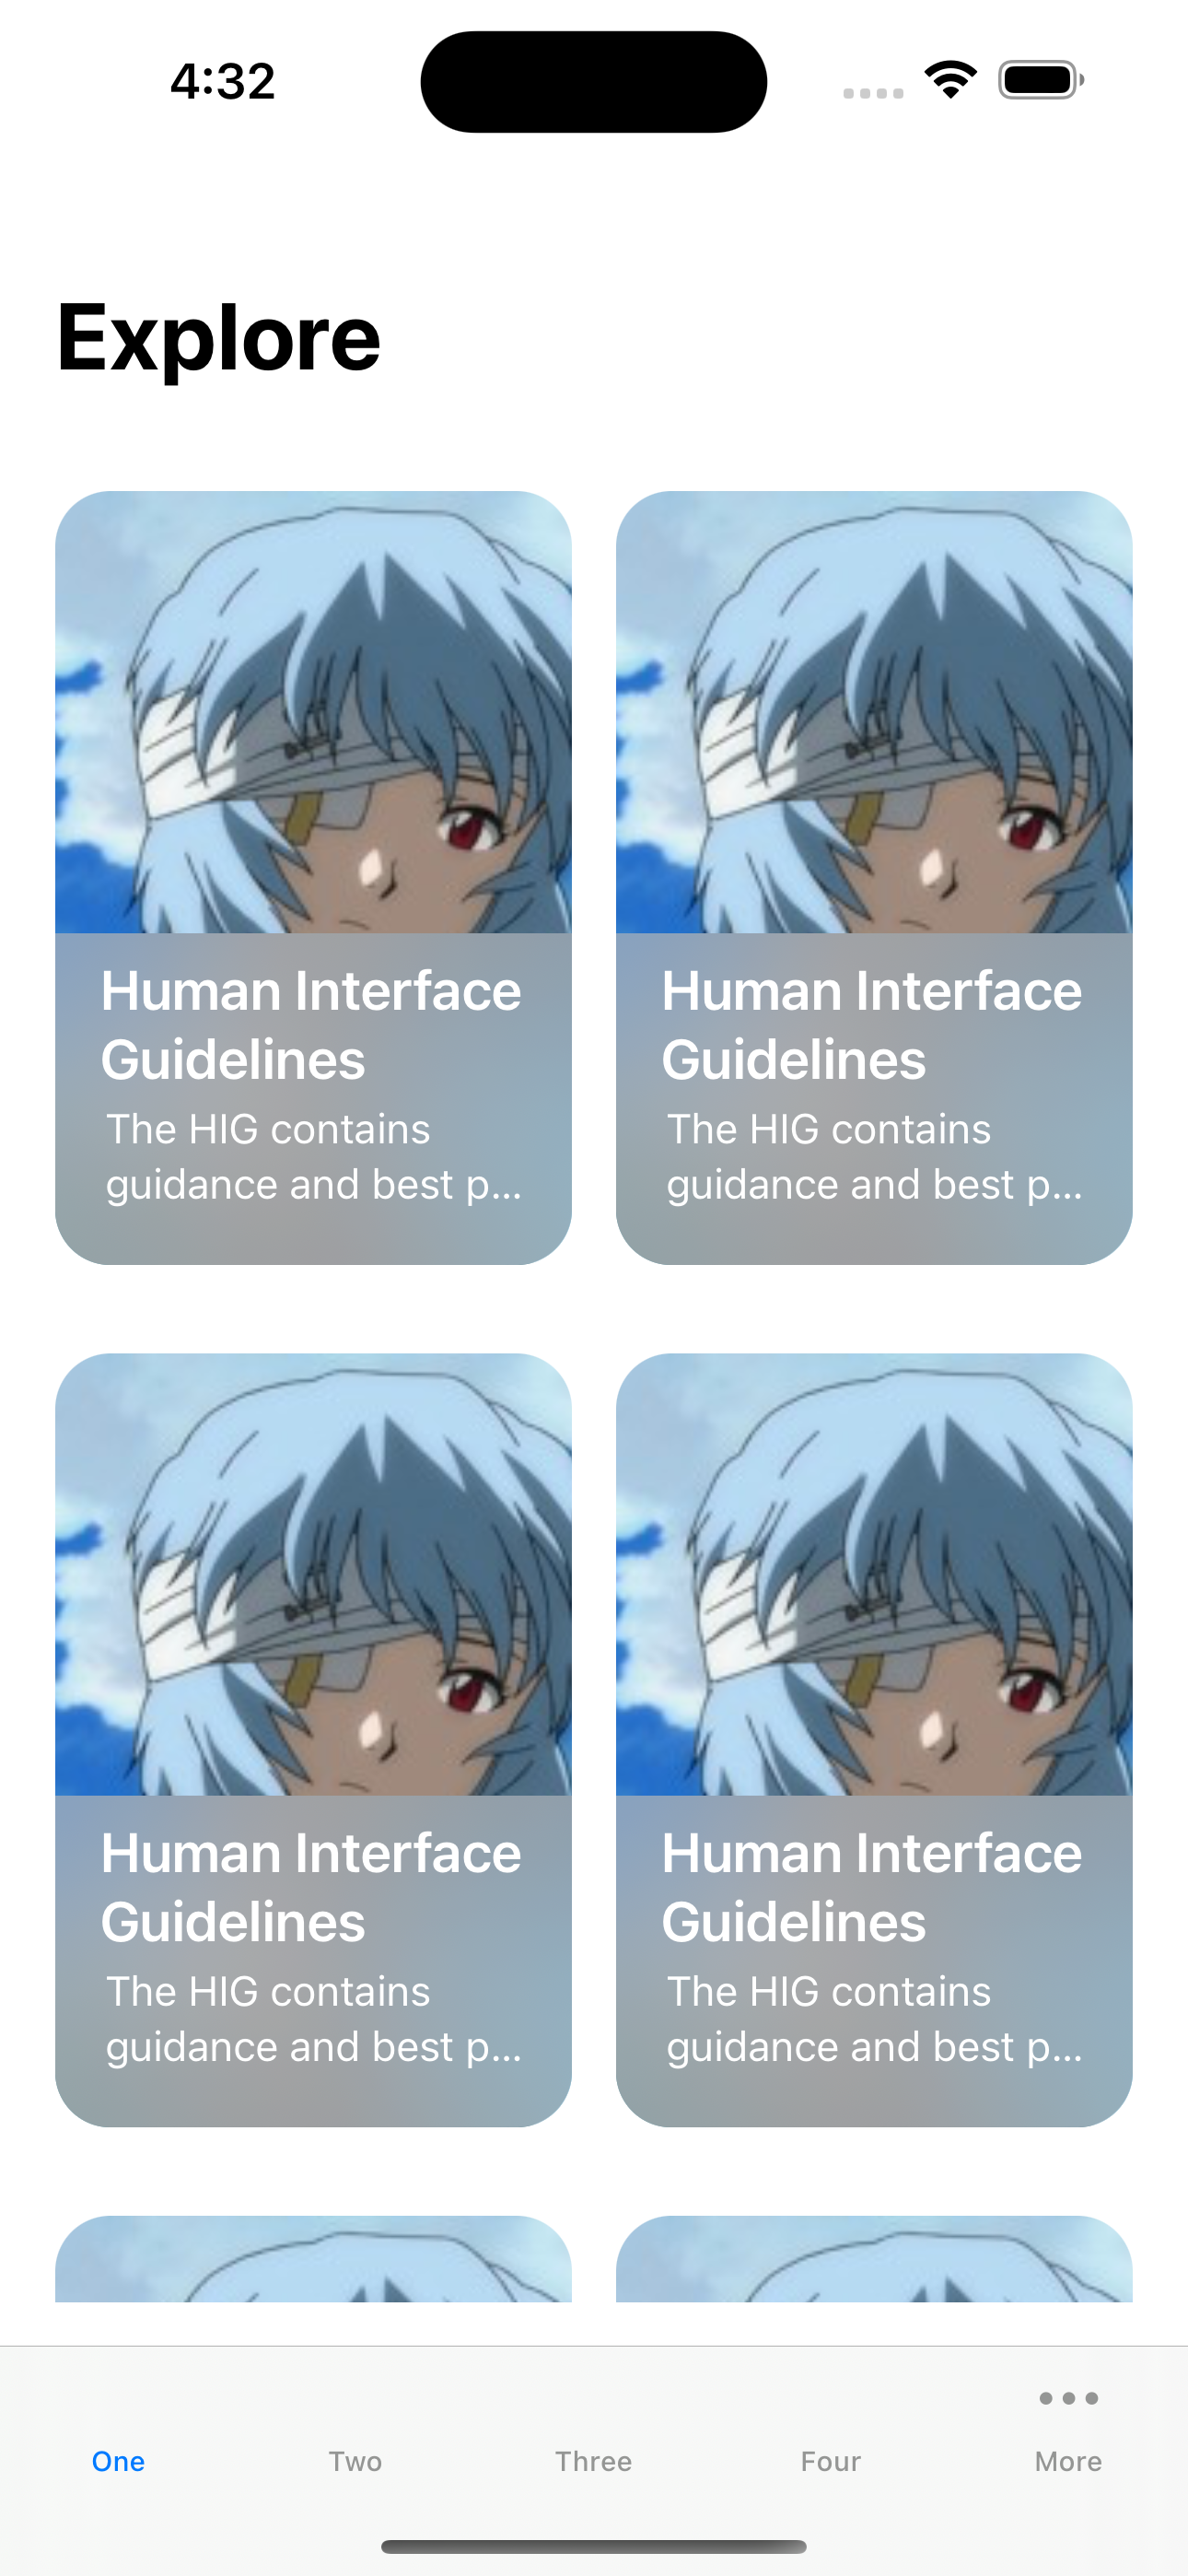 4:32
Explore
Human Interface
Guidelines
The HIG contains
guidance and best p...
Human Interface
Guidelines
The HIG contains
guidance and best p...
Human Interface
Guidelines
The HIG contains
guidance and best p...
Human Interface
Guidelines
The HIG contains
guidance and best p...
One
Two
Three
Four
More